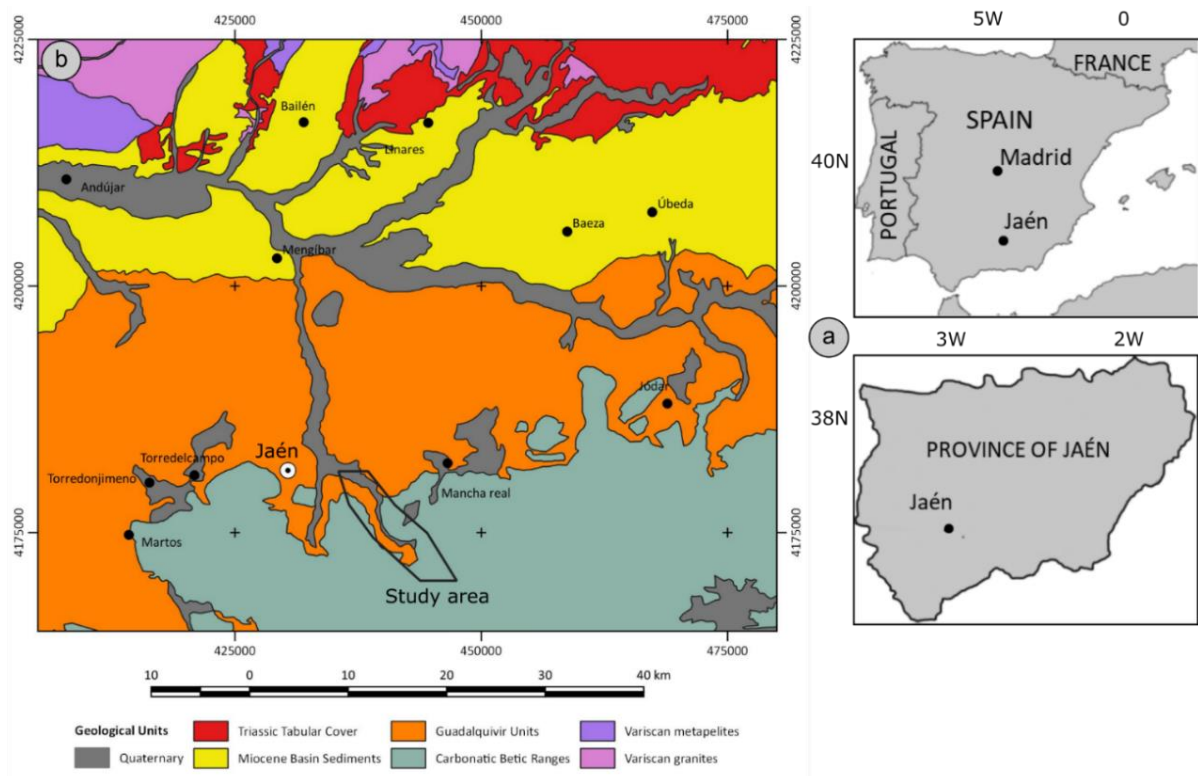 425000 450000 475000
4225000
4225000
b
Bailén
Linares
Andújar
Úbeda
Baeza
Mengíbar
4200000
4200000
Jódar
Jaén
Torredelcampo
Torredonjimeno
Mancha real
4175000
4175000
Martos
Study area
425000 450000 475000
10 0 10 20 30 40 km
Geological Units
Triassic Tabular Cover
Guadalquivir Units
Variscan metapelites
Quaternary
Miocene Basin Sediments
Carbonatic Betic Ranges
Variscan granites
5W 0
FRANCE
SPAIN
40N
Madrid
PORTUGAL
Jaén
a
3W 2W
38N
PROVINCE OF JAÉN
Jaén